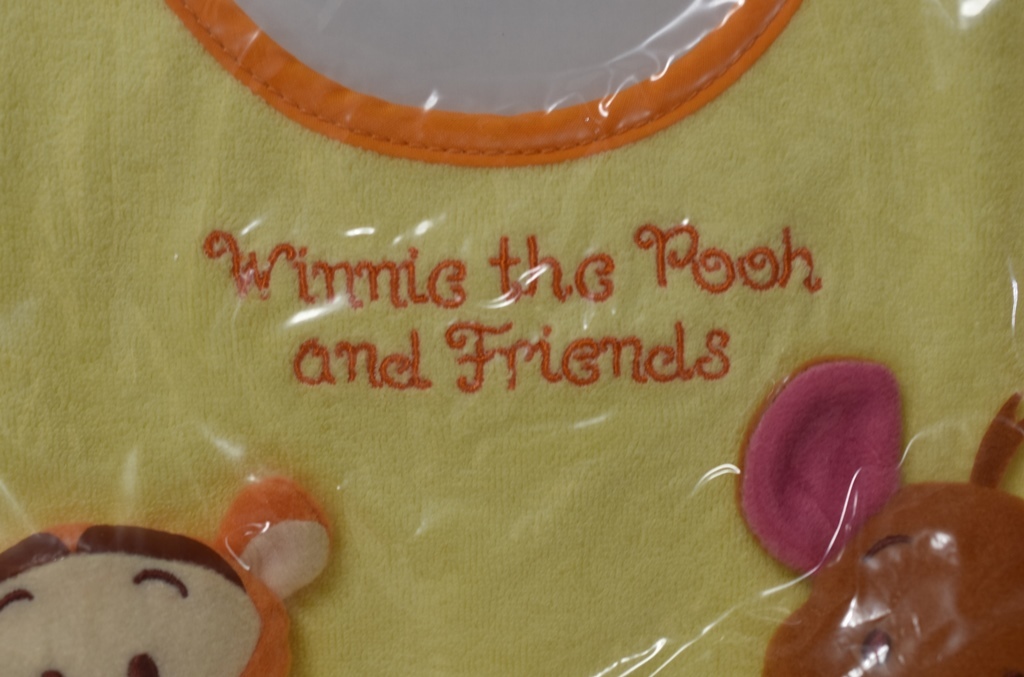 Winnie the Pooh
and Friends